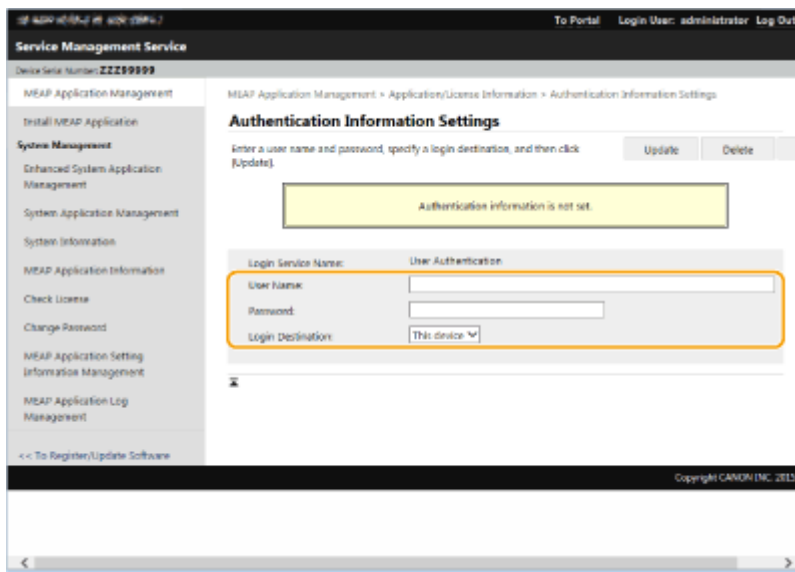 To Portal Login User: administrator Log Out
Service Management Service
Device Serial Number: ZZZ99999
MEAP Application Management
Install MEAP Application
System Management
Enhanced System Application
Management
System Application Management
System Information
MEAP Application Information
Check License
Change Password
MEAP Application Setting
Information Management
MEAP Application Log
Management
<< To Register/Update Software
MEAP Application Management > Application/License Information > Authentication Information Settings
Authentication Information Settings
Enter a user name and password, specify a login destination, and then click
[Update].
Update Delete
Authentication information is not set.
Login Service Name: User Authentication
User Name:
Password:
Login Destination: This device
Copyright CANON INC. 2015